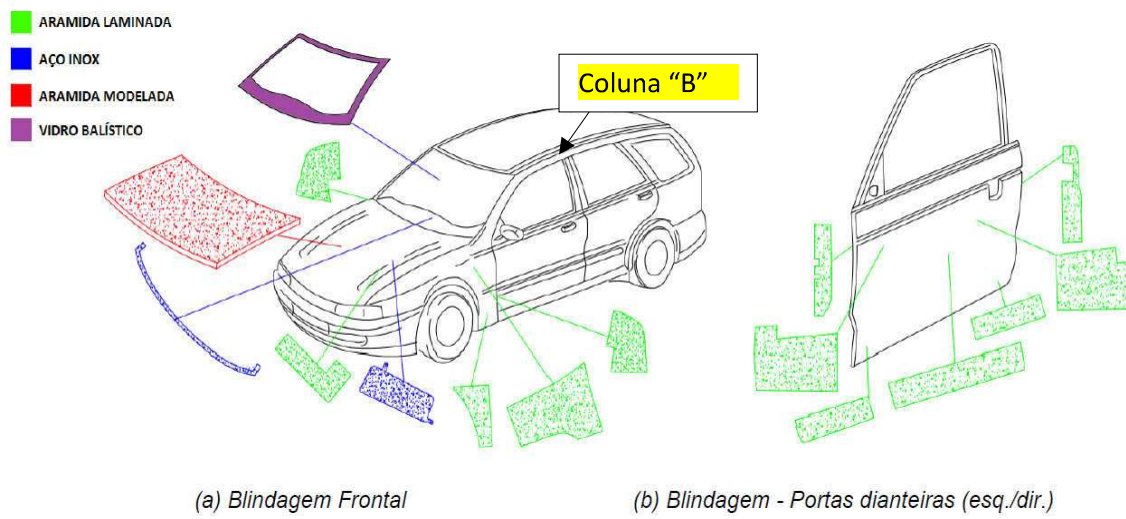 ARAMIDA LAMINADA
AÇO INOX
ARAMIDA MODELADA
VIDRO BALÍSTICO
Coluna “B”
(a) Blindagem Frontal
(b) Blindagem - Portas dianteiras (esq./dir.)